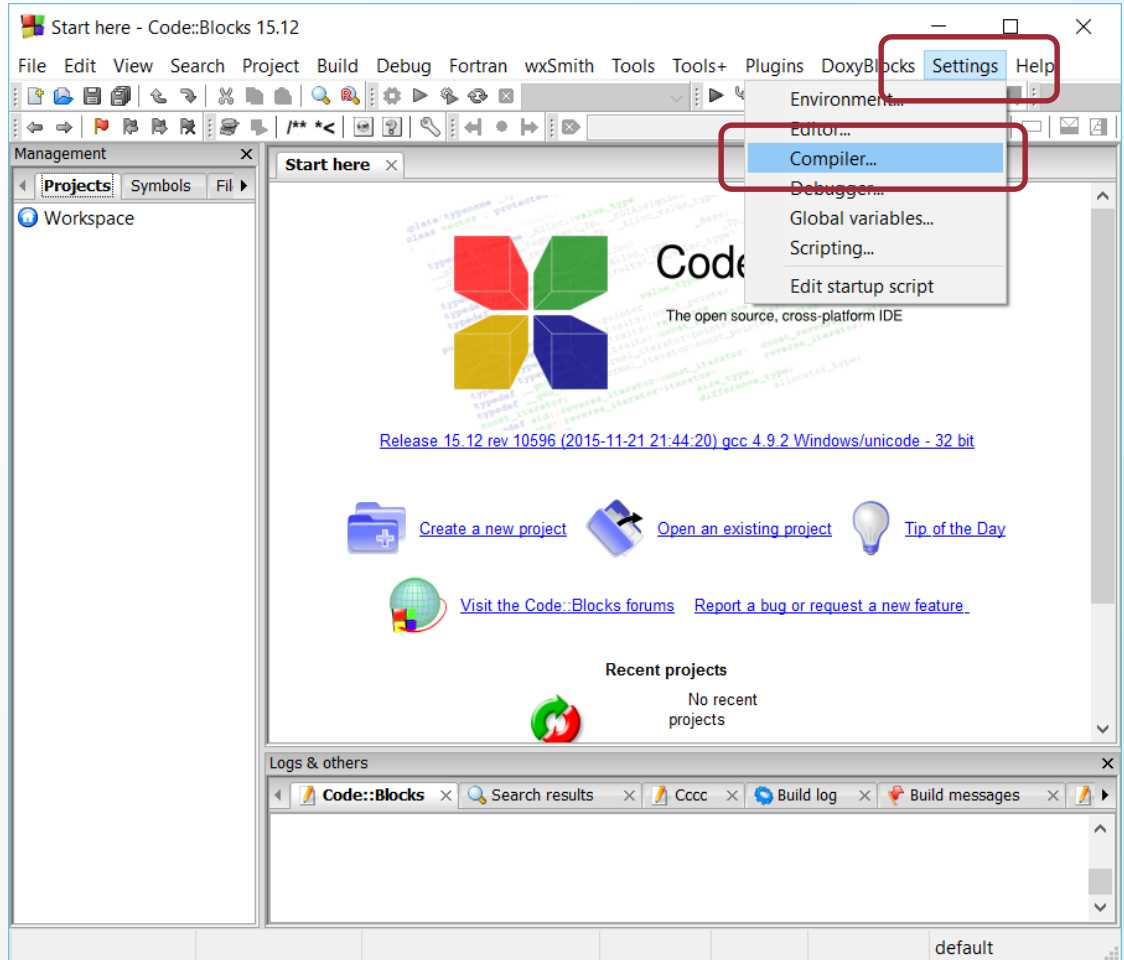 Start here - Code::Blocks 15.12
File Edit View Search Project Build Debug Fortran wxSmith Tools Tools+ Plugins DoxyBlocks Settings Help
Environment...
/** *<
Editor...
Management
Start here
Compiler...
Projects Symbols Fil
Debugger...
Workspace
Global variables...
Scripting...
Code
Edit startup script
The open source, cross-platform IDE
Release 15.12 rev 10596 (2015-11-21 21:44:20) gcc 4.9.2 Windows/unicode - 32 bit
Create a new project Open an existing project Tip of the Day
Visit the Code::Blocks forums Report a bug or request a new feature
Recent projects
No recent
projects
Logs & others
Code::Blocks Search results Cccc Build log Build messages
default